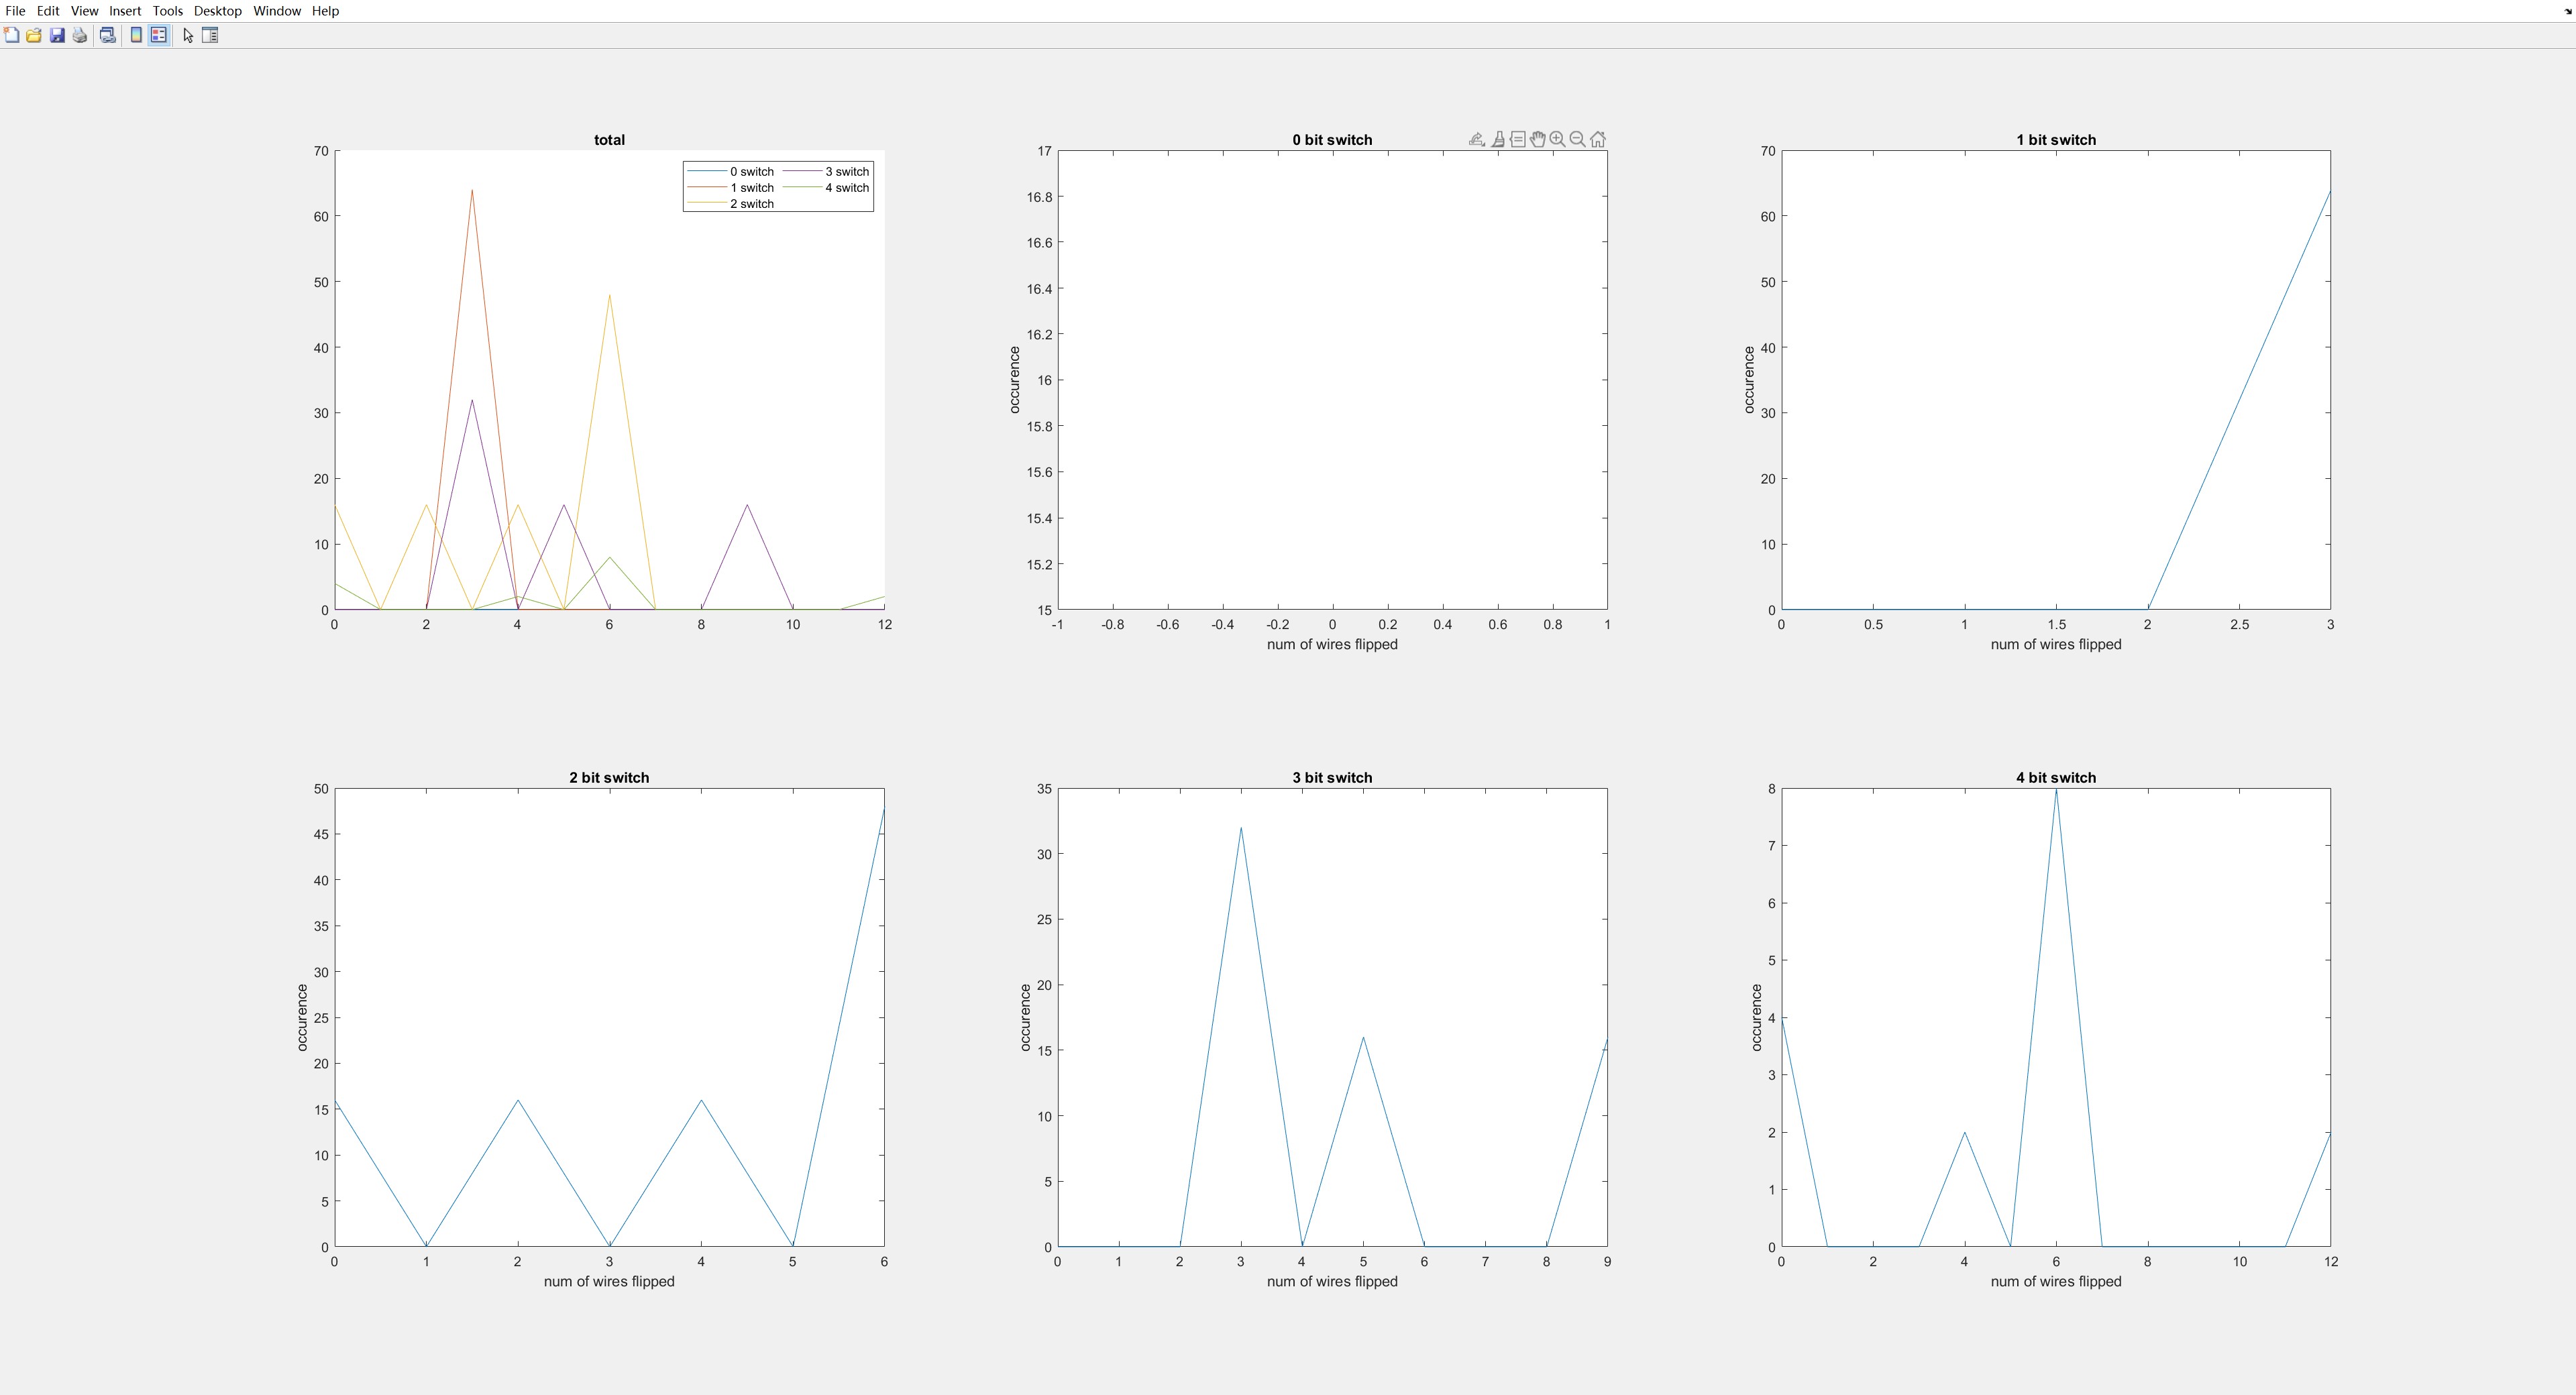 File Edit View Insert Tools Desktop Window Help
total
70
60
50
40
30
20
10
0
0 2 4 6 8 10 12
0 switch 3 switch
1 switch 4 switch
2 switch
0 bit switch
17
16.8
16.6
16.4
16.2
16
15.8
15.6
15.4
15.2
15
occurence
-1 -0.8 -0.6 -0.4 -0.2 0 0.2 0.4 0.6 0.8 1
num of wires flipped
1 bit switch
70
60
50
40
30
20
10
0
occurence
0 0.5 1 1.5 2 2.5 3
num of wires flipped
2 bit switch
50
45
40
35
30
25
20
15
10
5
0
occurence
0 1 2 3 4 5 6
num of wires flipped
3 bit switch
35
30
25
20
15
10
5
0
occurence
0 1 2 3 4 5 6 7 8 9
num of wires flipped
4 bit switch
8
7
6
5
4
3
2
1
0
occurence
0 2 4 6 8 10 12
num of wires flipped